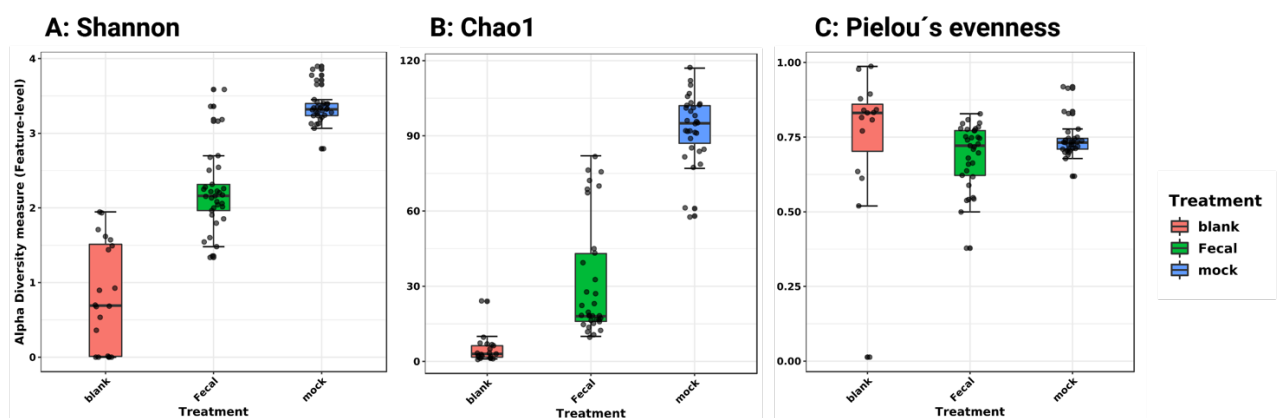 A: Shannon
B: Chao1
C: Pielou´s evenness
Alpha Diversity measure (Feature-level)
4
3
2
1
0
blank
Fecal
mock
Treatment
120
90
60
30
0
blank
Fecal
mock
Treatment
1.00
0.75
0.50
0.25
0.00
blank
Fecal
mock
Treatment
Treatment
blank
Fecal
mock